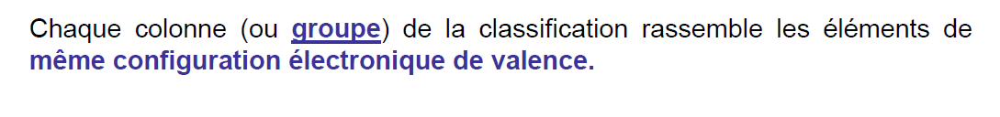 Chaque colonne (ou groupe) de la classification rassemble les éléments de
même configuration électronique de valence.